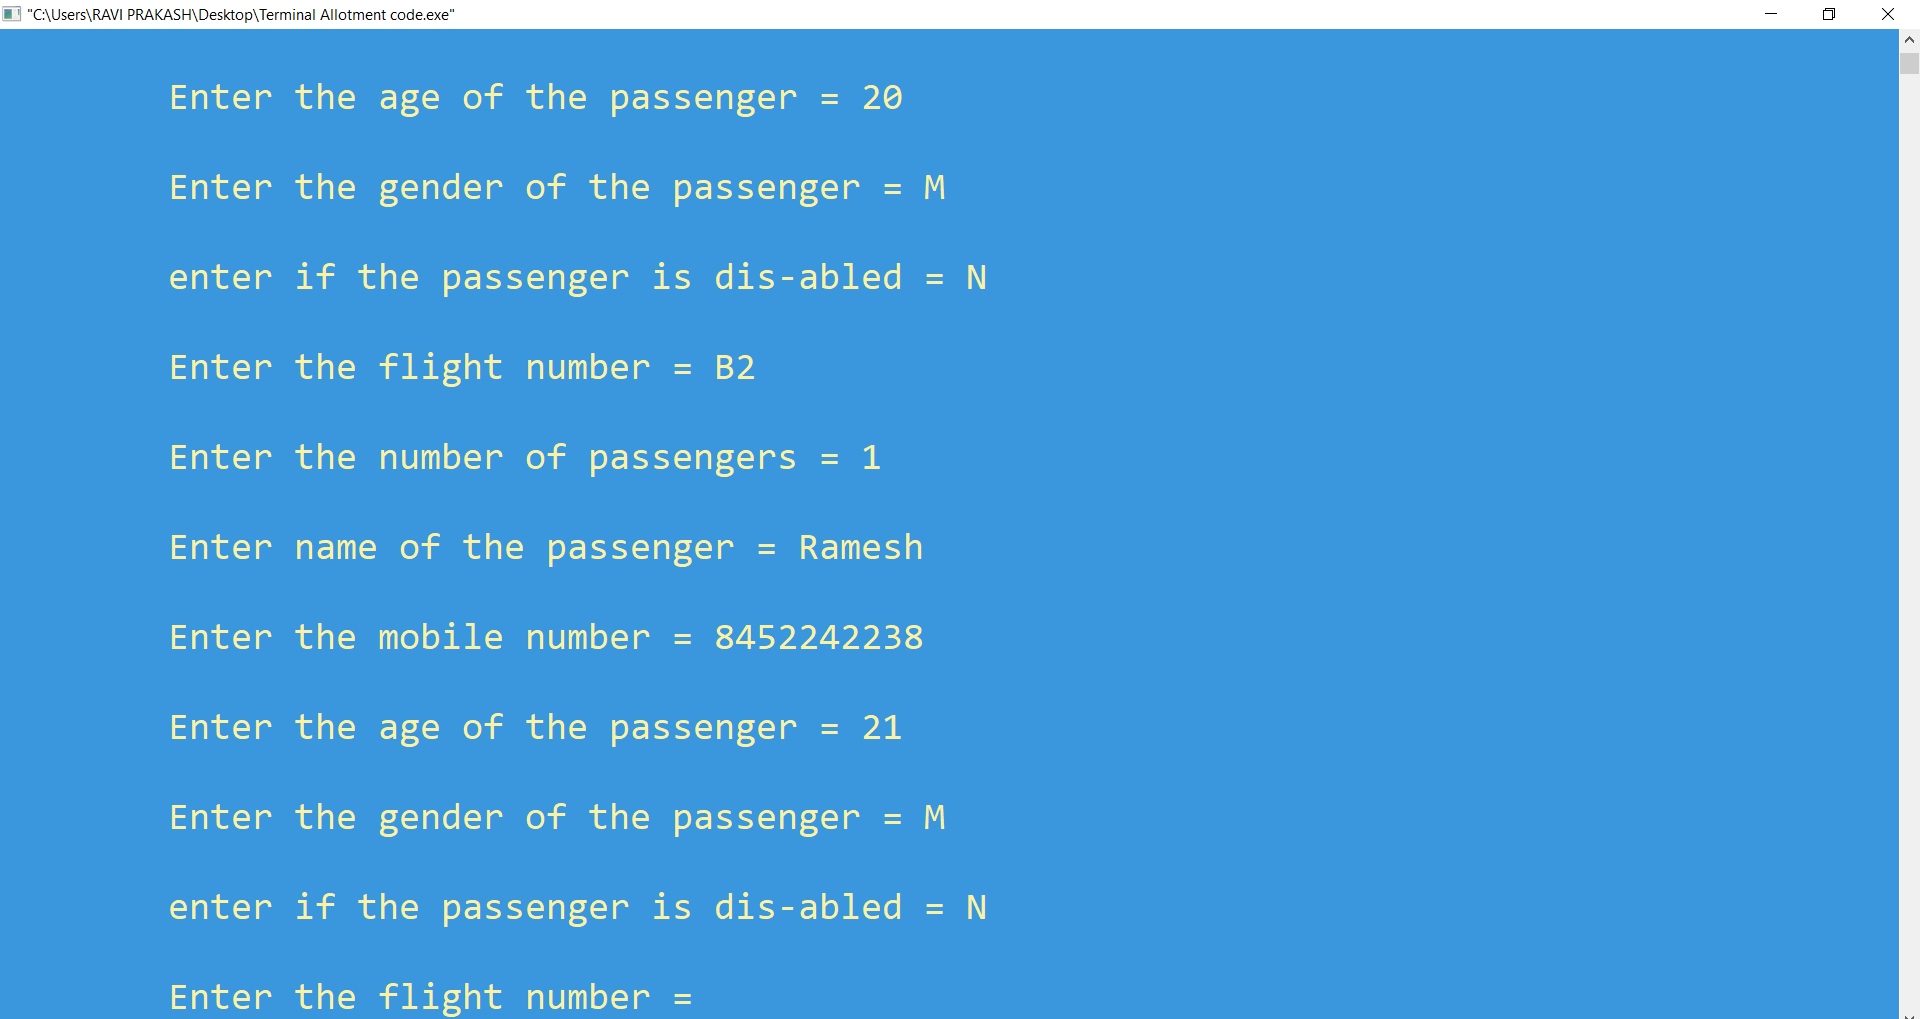 "C:\Users\RAVI PRAKASH\Desktop\Terminal Allotment code.exe"
Enter the age of the passenger = 20
Enter the gender of the passenger = M
enter if the passenger is dis-abled = N
Enter the flight number = B2
Enter the number of passengers = 1
Enter name of the passenger = Ramesh
Enter the mobile number = 8452242238
Enter the age of the passenger = 21
Enter the gender of the passenger = M
enter if the passenger is dis-abled = N
Enter the flight number =